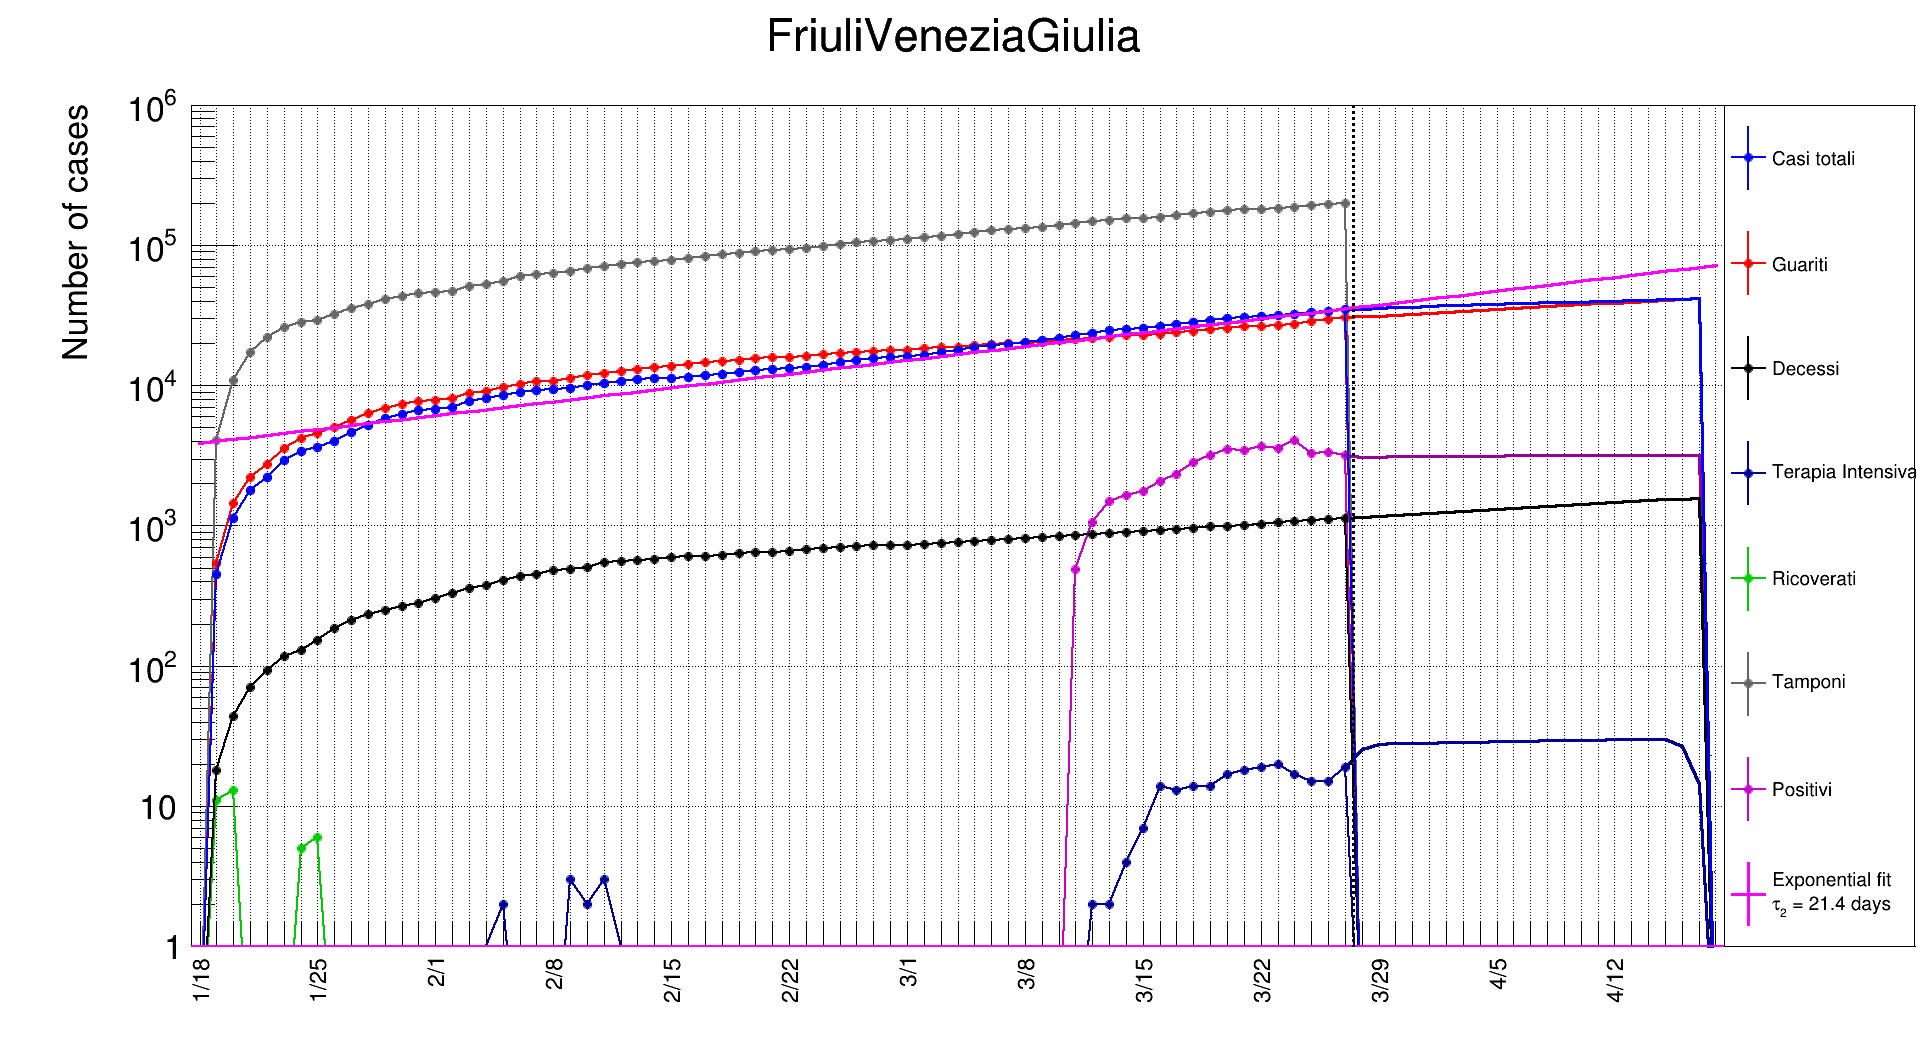 FriuliVeneziaGiulia
Number of cases
10^6
10^5
10^4
10^3
10^2
10
1
1/18
1/25
2/1
2/8
2/15
2/22
3/1
3/8
3/15
3/22
3/29
4/5
4/12
Casi totali
Guariti
Decessi
Terapia Intensiva
Ricoverati
Tamponi
Positivi
Exponential fit
τ₂ = 21.4 days